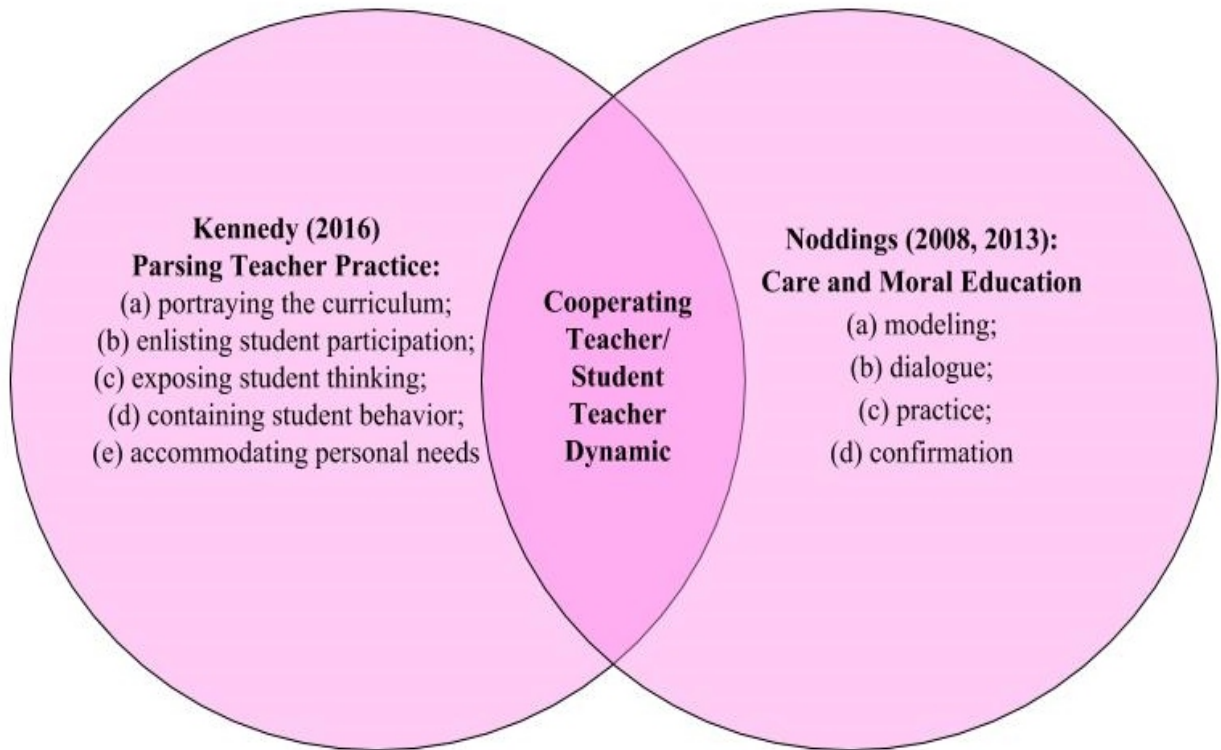 Kennedy (2016)
Parsing Teacher Practice:
(a) portraying the curriculum;
(b) enlisting student participation;
(c) exposing student thinking;
(d) containing student behavior;
(e) accommodating personal needs
Cooperating
Teacher/
Student
Teacher
Dynamic
Noddings (2008, 2013):
Care and Moral Education
(a) modeling;
(b) dialogue;
(c) practice;
(d) confirmation